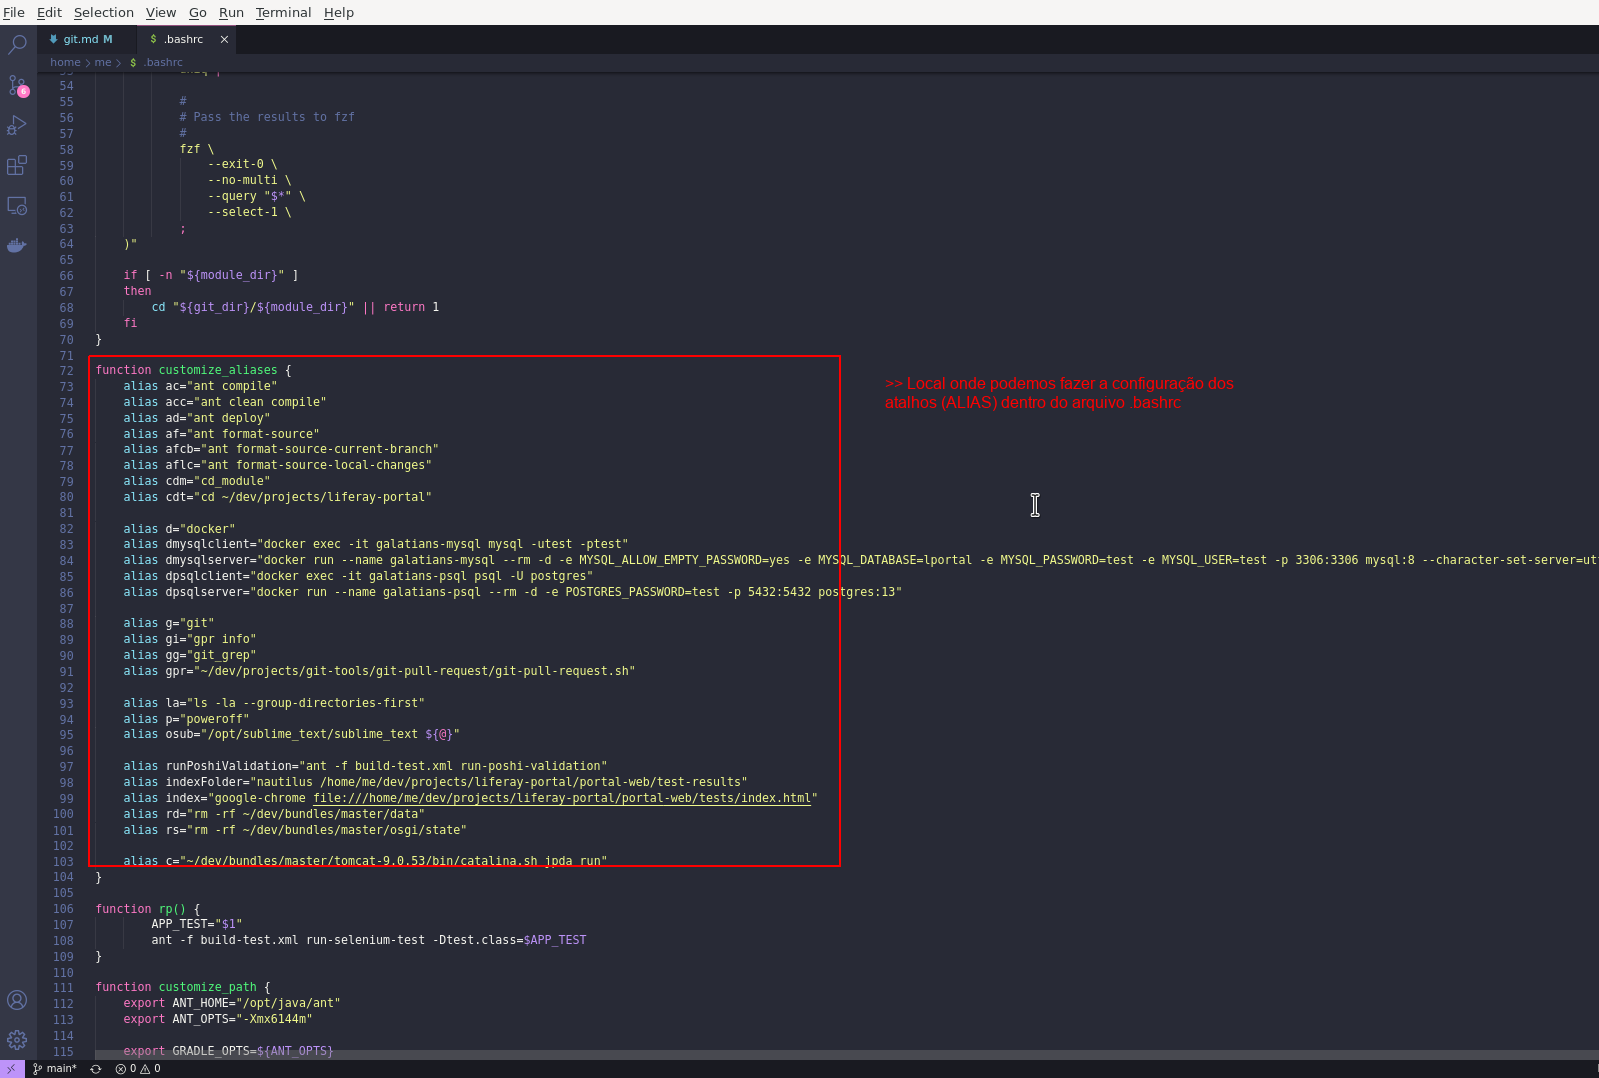 File Edit Selection View Go Run Terminal Help
git.md M
$ .bashrc
home > me > $ .bashrc
54
55 #
56 # Pass the results to fzf
57 #
58 fzf \
59 --exit-0 \
60 --no-multi \
61 --query "$*" \
62 --select-1 \
63 ;
64 )"
65
66 if [ -n "${module_dir}" ]
67 then
68 cd "${git_dir}/${module_dir}" || return 1
69 fi
70 }
71
72 function customize_aliases {
73 alias ac="ant compile"
74 alias acc="ant clean compile"
75 alias ad="ant deploy"
76 alias af="ant format-source"
77 alias afcb="ant format-source-current-branch"
78 alias aflc="ant format-source-local-changes"
79 alias cdm="cd_module"
80 alias cdt="cd ~/dev/projects/liferay-portal"
81
82 alias d="docker"
83 alias dmysqlclient="docker exec -it galatians-mysql mysql -utest -ptest"
84 alias dmysqlserver="docker run --name galatians-mysql --rm -d -e MYSQL_ALLOW_EMPTY_PASSWORD=yes -e MYSQL_DATABASE=lportal -e MYSQL_PASSWORD=test -e MYSQL_USER=test -p 3306:3306 mysql:8 --character-set-server=ut
85 alias dpsqlclient="docker exec -it galatians-psql psql -U postgres"
86 alias dpsqlserver="docker run --name galatians-psql --rm -d -e POSTGRES_PASSWORD=test -p 5432:5432 postgres:13"
87
88 alias g="git"
89 alias gi="gpr info"
90 alias gg="git_grep"
91 alias gpr="~/dev/projects/git-tools/git-pull-request/git-pull-request.sh"
92
93 alias la="ls -la --group-directories-first"
94 alias p="poweroff"
95 alias osub="/opt/sublime_text/sublime_text ${@}"
96
97 alias runPoshiValidation="ant -f build-test.xml run-poshi-validation"
98 alias indexFolder="nautilus /home/me/dev/projects/liferay-portal/portal-web/test-results"
99 alias index="google-chrome file:///home/me/dev/projects/liferay-portal/portal-web/tests/index.html"
100 alias rd="rm -rf ~/dev/bundles/master/data"
101 alias rs="rm -rf ~/dev/bundles/master/osgi/state"
102
103 alias c="~/dev/bundles/master/tomcat-9.0.53/bin/catalina.sh jpda run"
104 }
105
106 function rp() {
107 APP_TEST="$1"
108 ant -f build-test.xml run-selenium-test -Dtest.class=$APP_TEST
109 }
110
111 function customize_path {
112 export ANT_HOME="/opt/java/ant"
113 export ANT_OPTS="-Xmx6144m"
114
115 export GRADLE_OPTS=${ANT_OPTS}
>> Local onde podemos fazer a configuração dos
atalhos (ALIAS) dentro do arquivo .bashrc
6
main* 0 0